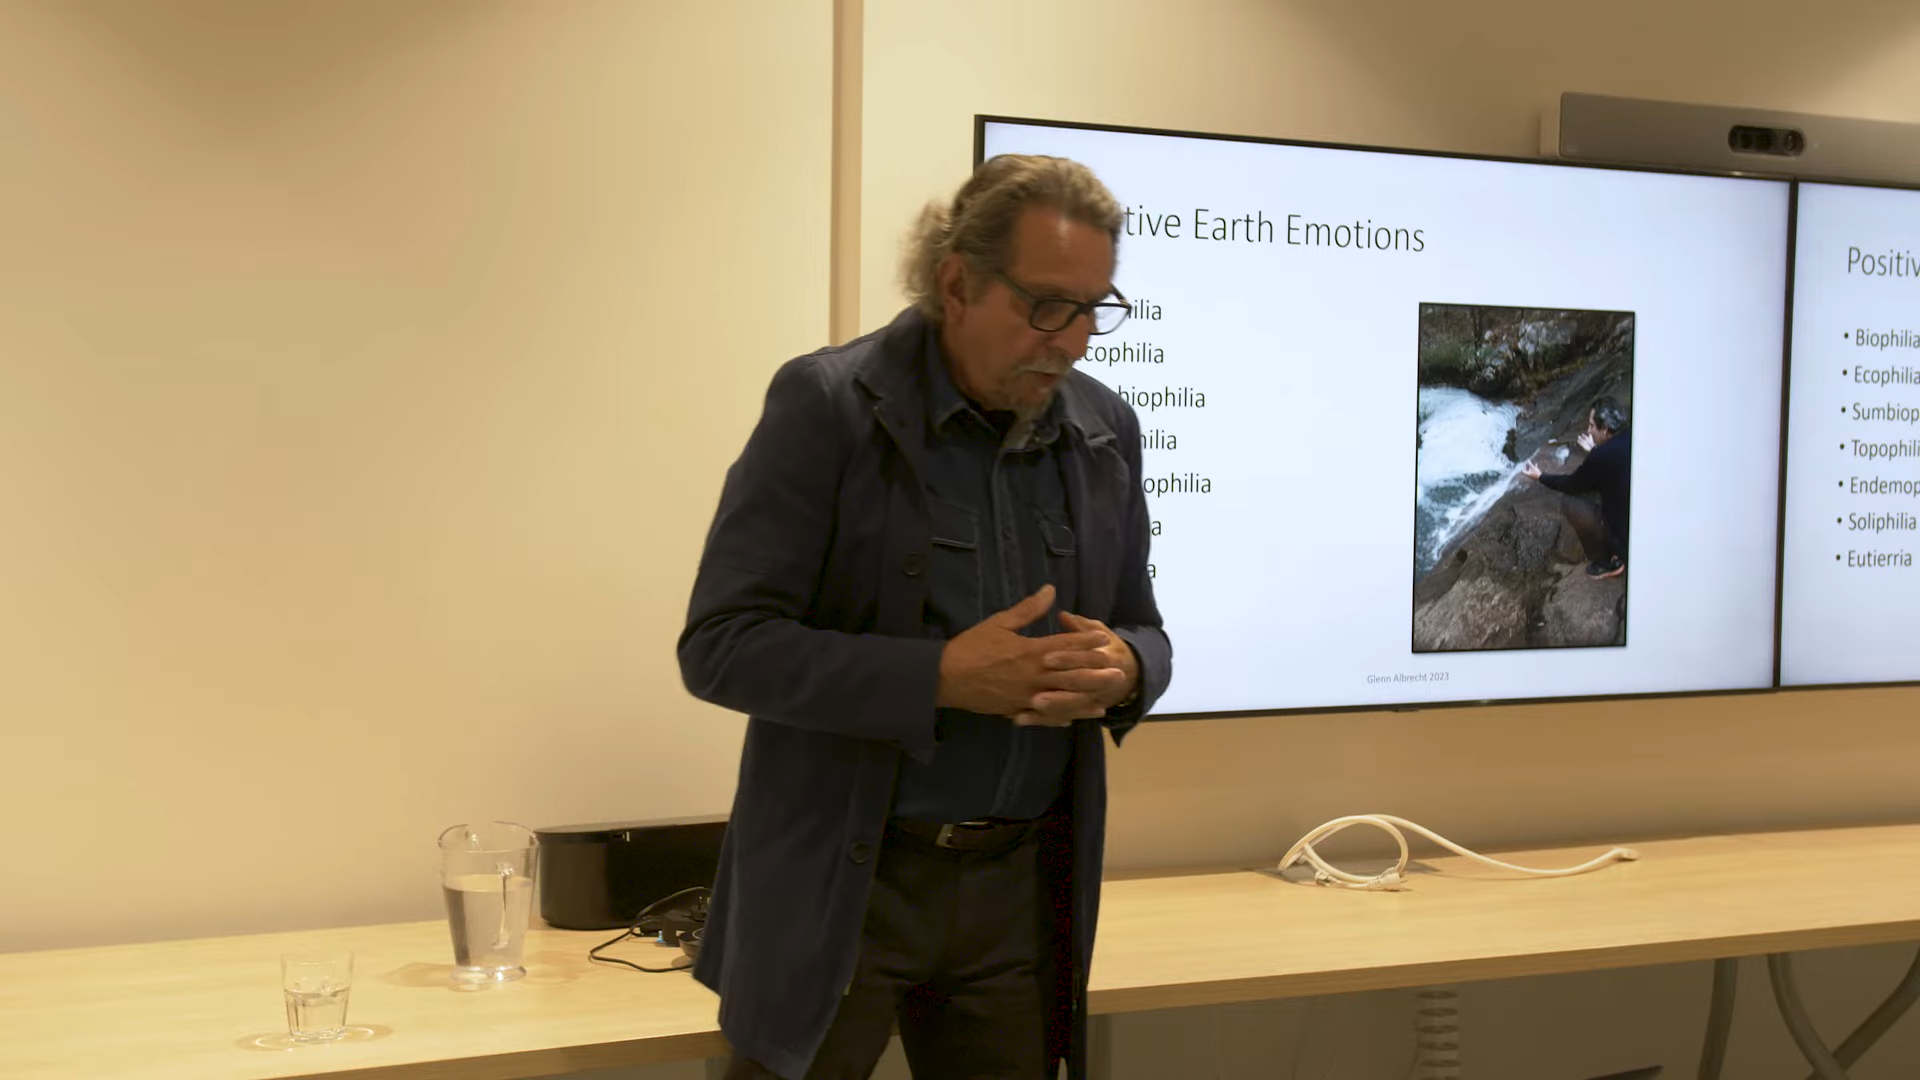 tive Earth Emotions
ilia
cophilia
biophilia
hilia
ophilia
a
a
Glenn Albrecht 2023
Positiv
• Biophilia
• Ecophilia
• Sumbiop
• Topophili
• Endemop
• Soliphilia
• Eutierria